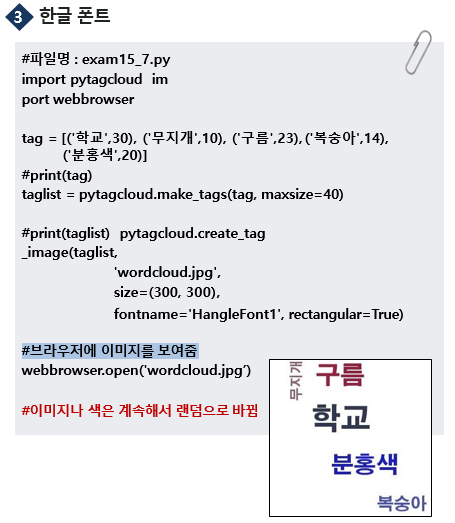 3 한글 폰트
#파일명 : exam15_7.py
import pytagcloud  im
port webbrowser
tag = [('학교',30), ('무지개',10), ('구름',23),('복숭아',14),
('분홍색',20)]
#print(tag)
taglist = pytagcloud.make_tags(tag, maxsize=40)
#print(taglist)  pytagcloud.create_tag
_image(taglist,
'wordcloud.jpg',
size=(300, 300),
fontname='HangleFont1', rectangular=True)
#브라우저에 이미지를 보여줌
webbrowser.open('wordcloud.jpg’)
#이미지나 색은 계속해서 랜덤으로 바뀜
무지개
구름
학교
분홍색
복숭아